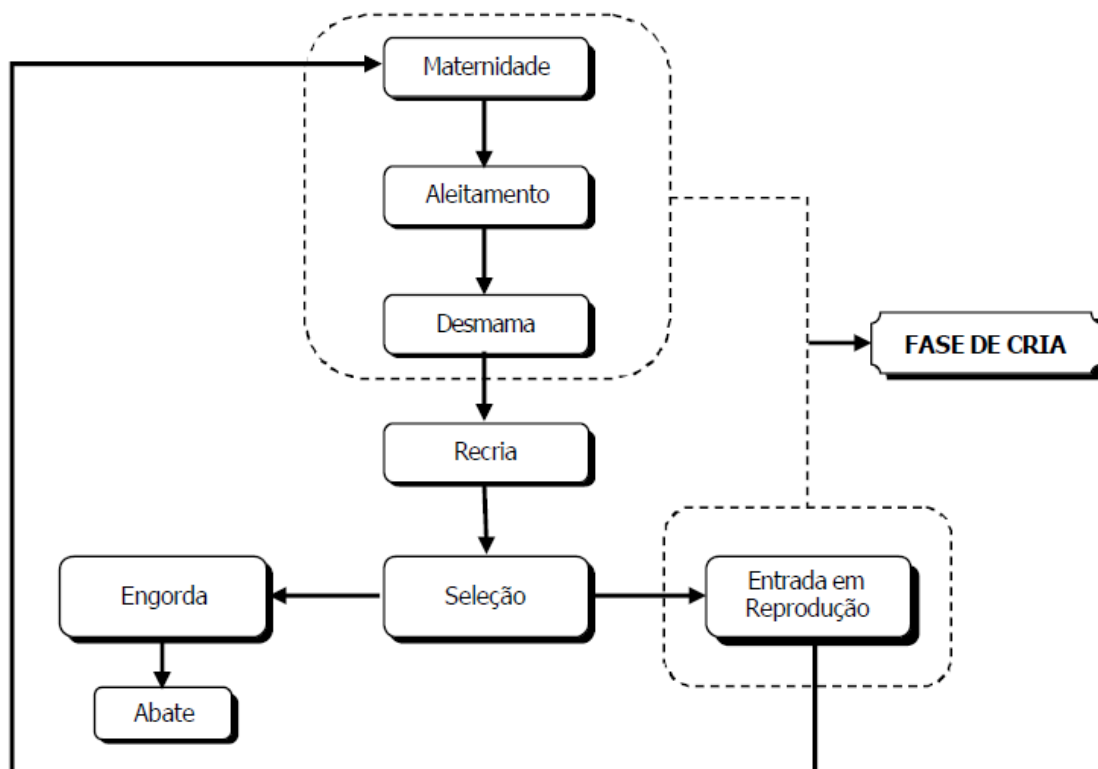 Maternidade
Aleitamento
Desmama
FASE DE CRIA
Recria
Engorda
Seleção
Entrada em
Reprodução
Abate